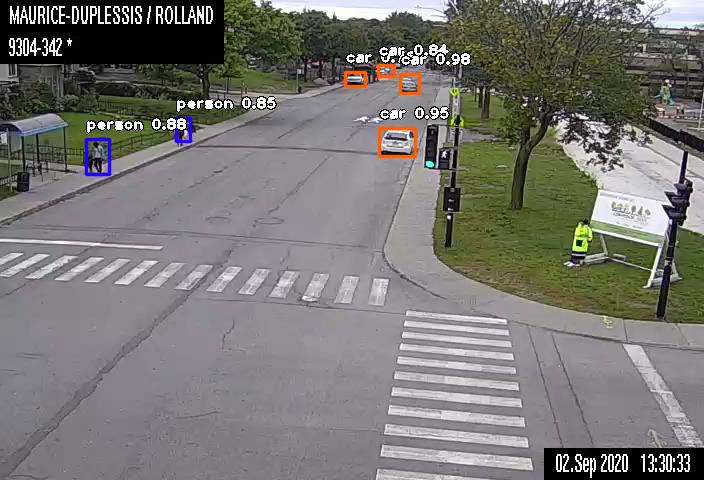 MAURICE-DUPLESSIS / ROLLAND
9304-342 *
car 0.84
car
car 0.98
person 0.85
car 0.95
person 0.88
02.Sep 2020 13:30:33